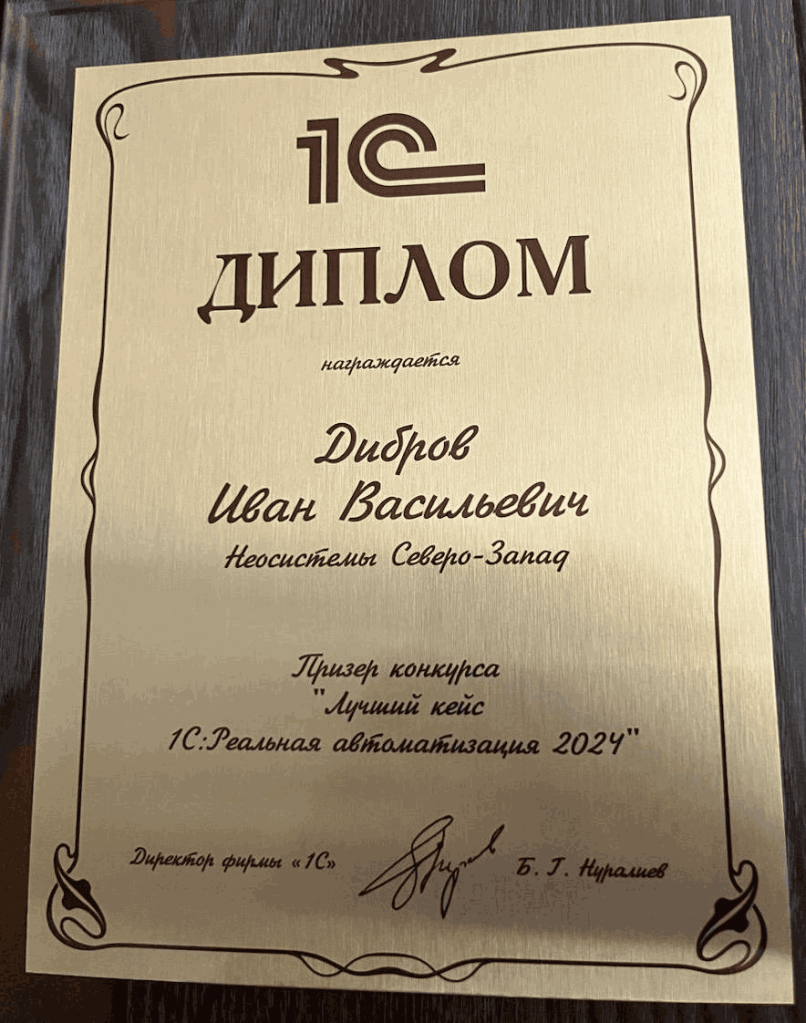 1С
ДИПЛОМ
награждается
Дибров
Иван Васильевич
Неосистемы Северо-Запад
Призер конкурса
"Лучший кейс
1С:Реальная автоматизация 2024"
Директор фирмы «1С»
Б. Г. Нуралиев